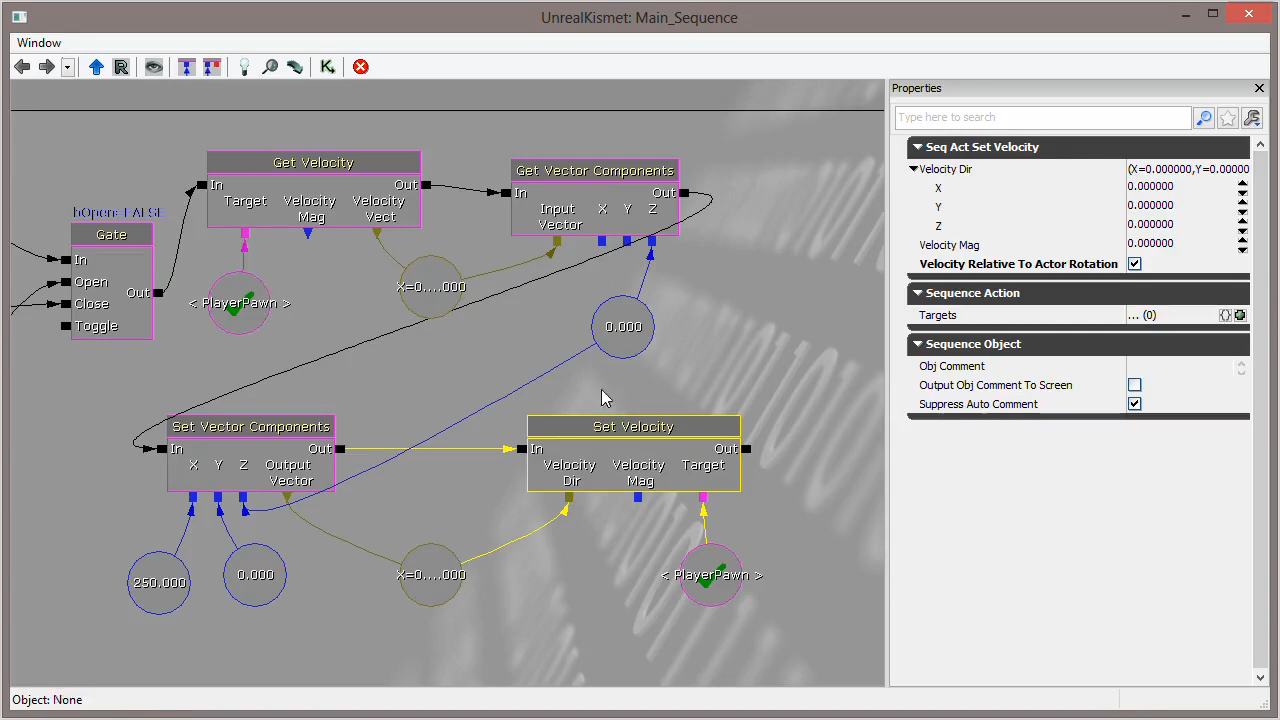 UnrealKismet: Main_Sequence
Window
Properties
Type here to search
Seq Act Set Velocity
Velocity Dir (X=0.000000,Y=0.00000
X 0.000000
Y 0.000000
Z 0.000000
Velocity Mag 0.000000
Velocity Relative To Actor Rotation
Sequence Action
Targets ... (0)
Sequence Object
Obj Comment
Output Obj Comment To Screen
Suppress Auto Comment
bOpen=FALSE
Gate
In
Open
Close
Toggle
Out
Get Velocity
In Out
Target Velocity Mag Velocity Vect
< PlayerPawn >
X=0....000
Get Vector Components
In Out
Input Vector X Y Z
0.000
Set Vector Components
In Out
X Y Z Output Vector
250.000
0.000
X=0....000
Set Velocity
In Out
Velocity Dir Velocity Mag Target
< PlayerPawn >
Object: None